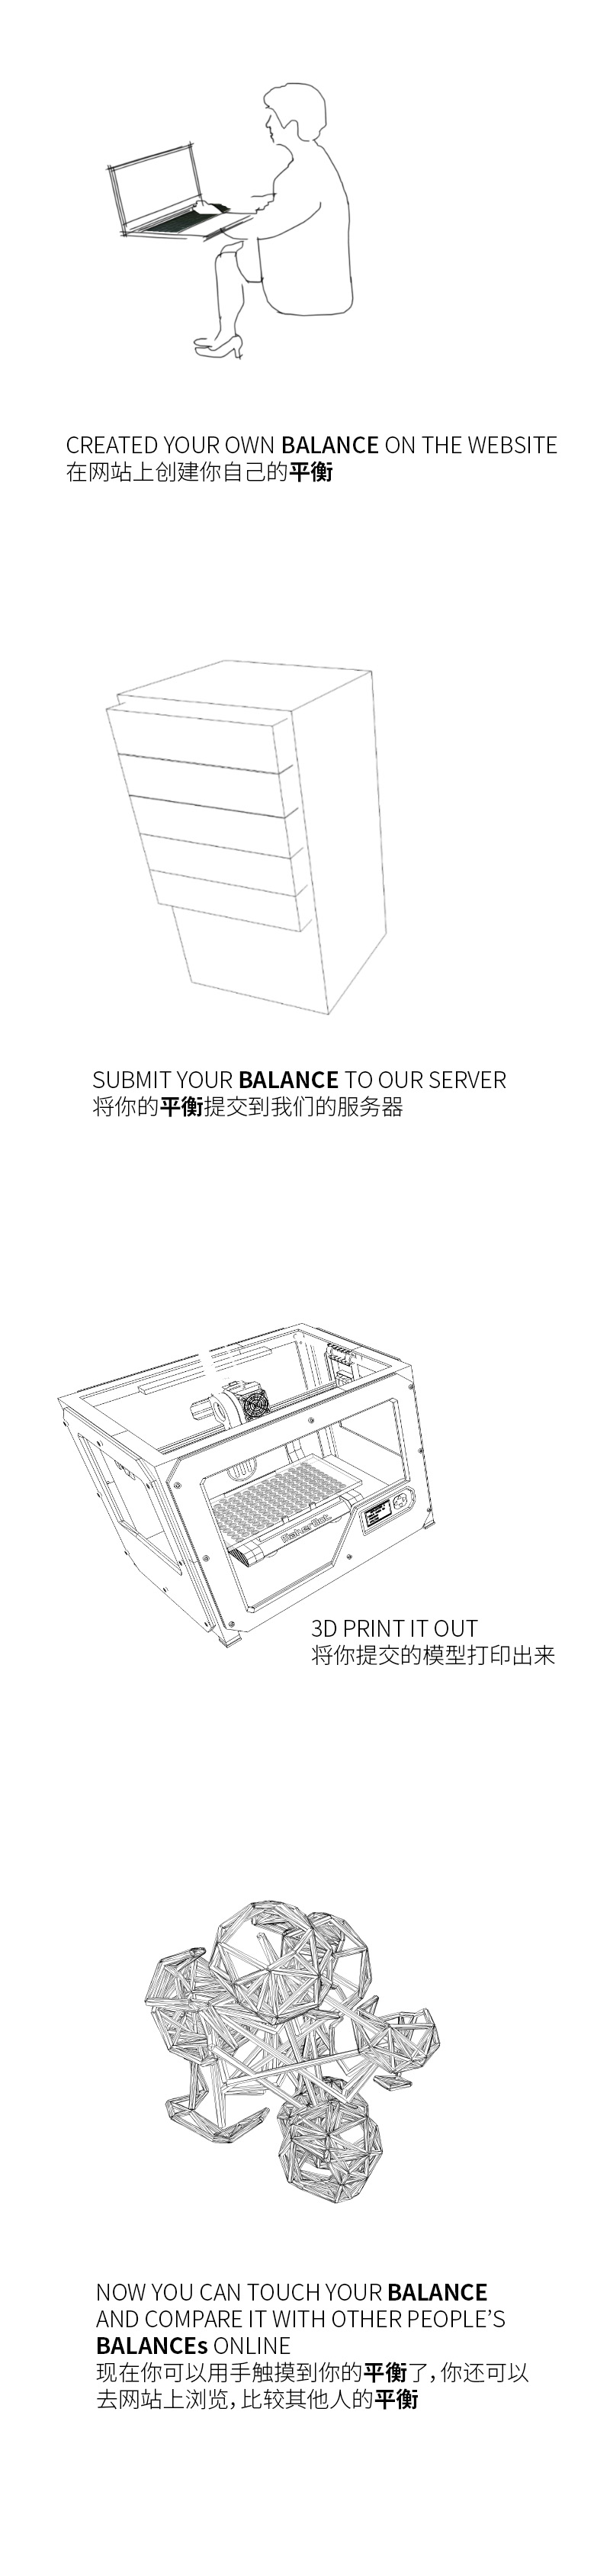 CREATED YOUR OWN BALANCE ON THE WEBSITE
在网站上创建你自己的平衡
SUBMIT YOUR BALANCE TO OUR SERVER
将你的平衡提交到我们的服务器
MakerBot
3D PRINT IT OUT
将你提交的模型打印出来
NOW YOU CAN TOUCH YOUR BALANCE
AND COMPARE IT WITH OTHER PEOPLE’S
BALANCEs ONLINE
现在你可以用手触摸到你的平衡了，你还可以
去网站上浏览，比较其他人的平衡